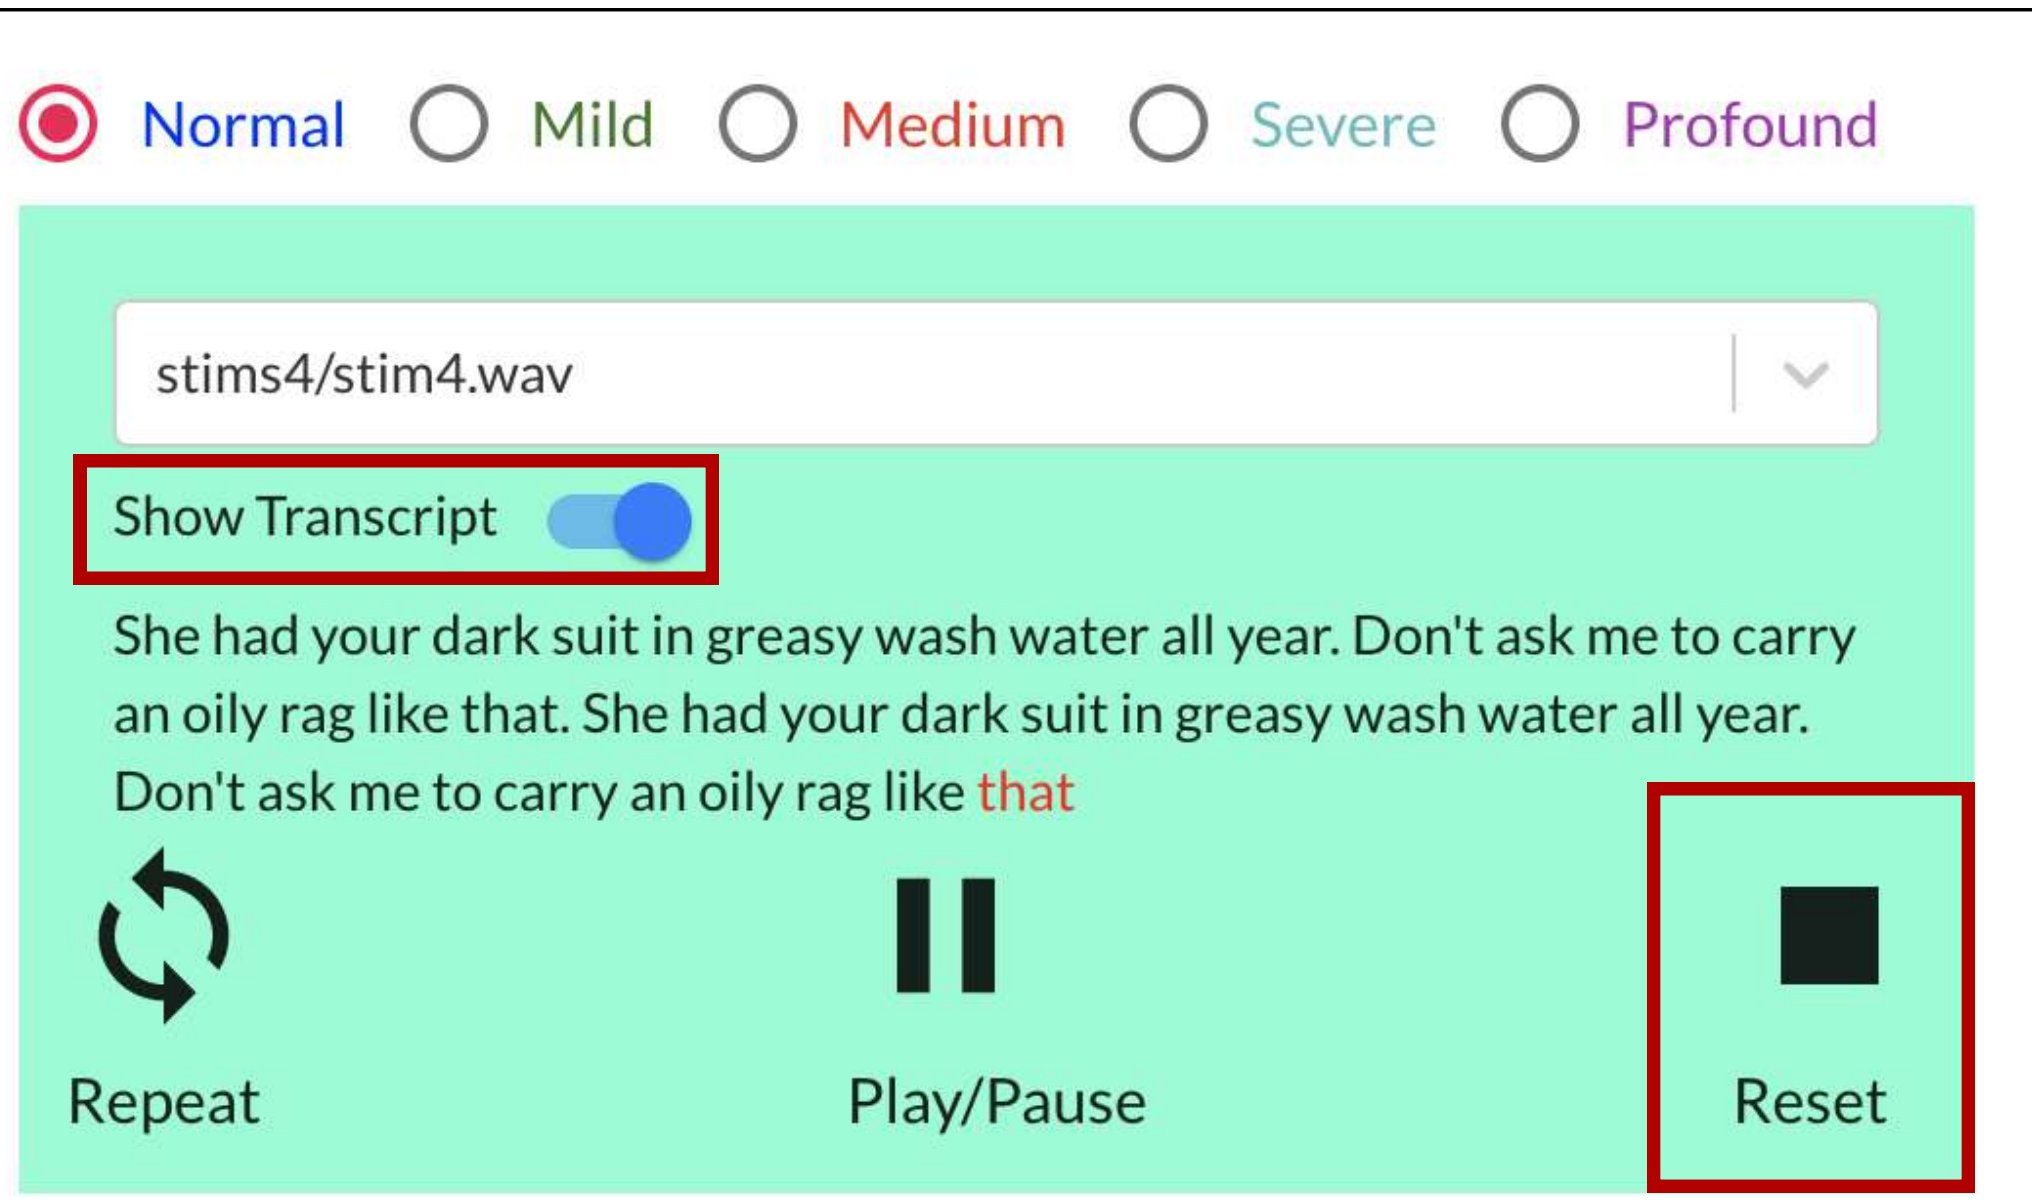 Normal Mild Medium Severe Profound
stims4/stim4.wav
Show Transcript
She had your dark suit in greasy wash water all year. Don't ask me to carry
an oily rag like that. She had your dark suit in greasy wash water all year.
Don't ask me to carry an oily rag like that
Repeat Play/Pause Reset